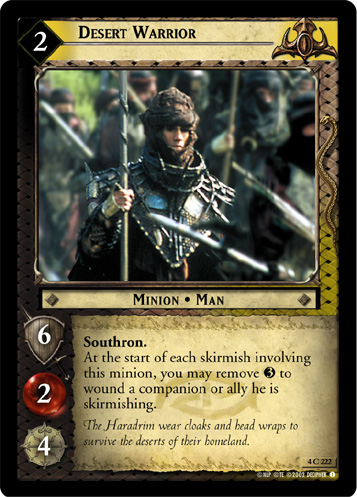 2
DESERT WARRIOR
MINION • MAN
6
Southron.
At the start of each skirmish involving
this minion, you may remove 3 to
wound a companion or ally he is
skirmishing.
2
The Haradrim wear cloaks and head wraps to
survive the deserts of their homeland.
4
4 C 222